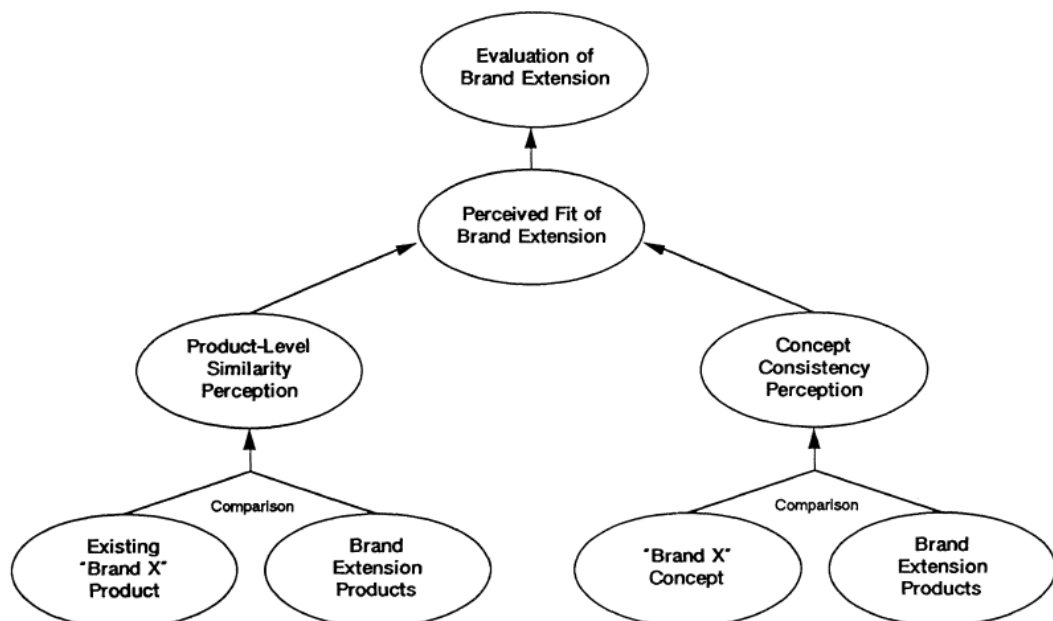 Evaluation of
Brand Extension
Perceived Fit of
Brand Extension
Product-Level
Similarity
Perception
Concept
Consistency
Perception
Comparison
Comparison
Existing
"Brand X"
Product
Brand
Extension
Products
"Brand X"
Concept
Brand
Extension
Products